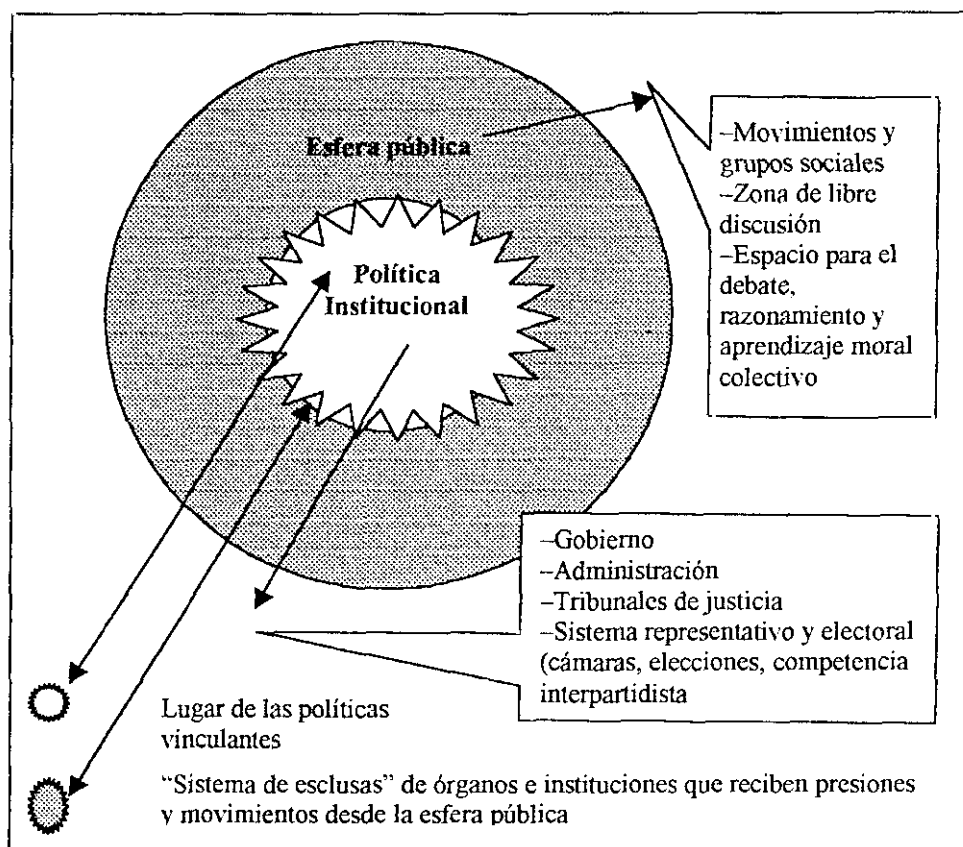 Esfera pública
–Movimientos y
grupos sociales
–Zona de libre
discusión
–Espacio para el
debate,
razonamiento y
aprendizaje moral
colectivo
Política
Institucional
–Gobierno
–Administración
–Tribunales de justicia
–Sistema representativo y electoral
(cámaras, elecciones, competencia
interpartidista
Lugar de las políticas
vinculantes
“Sistema de esclusas” de órganos e instituciones que reciben presiones
y movimientos desde la esfera pública